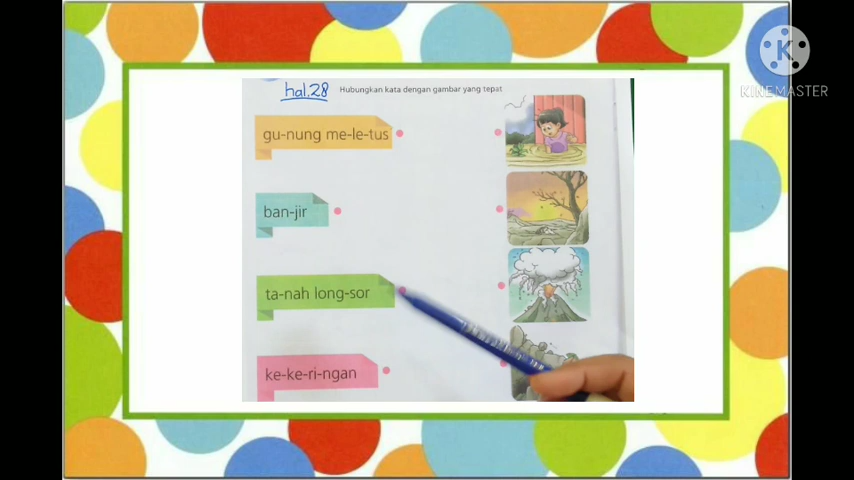 hal.28
Hubungkan kata dengan gambar yang tepat
gu-nung me-le-tus
ban-jir
ta-nah long-sor
ke-ke-ri-ngan
K
KINEMASTER